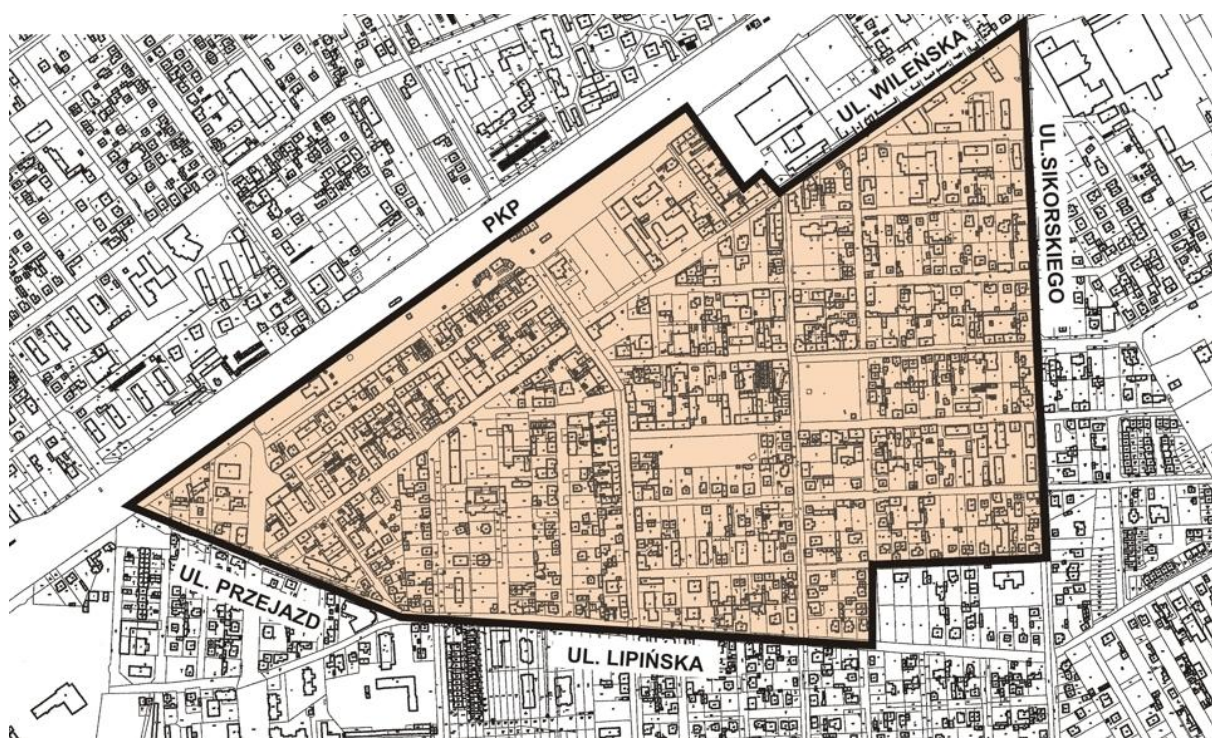 UL. WILEŃSKA
PKP
UL.SIKORSKIEGO
UL. PRZEJAZD
UL. LIPIŃSKA